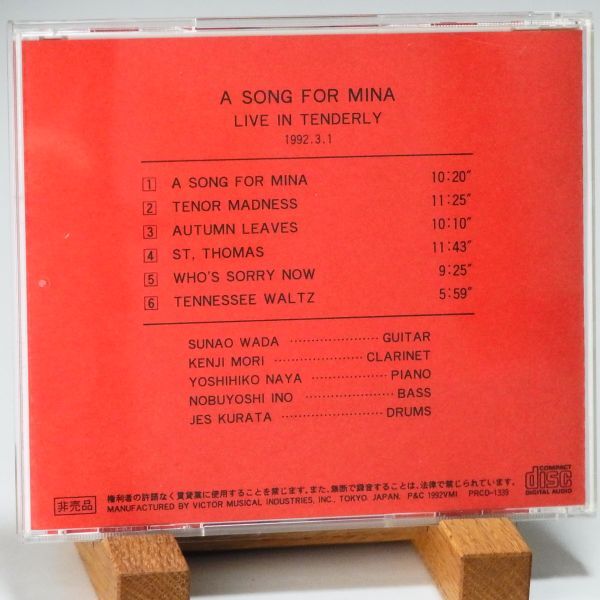 A SONG FOR MINA
LIVE IN TENDERLY
1992.3.1
1 A SONG FOR MINA 10:20"
2 TENOR MADNESS 11:25"
3 AUTUMN LEAVES 10:10"
4 ST, THOMAS 11:43"
5 WHO'S SORRY NOW 9:25"
6 TENNESSEE WALTZ 5:59"
SUNAO WADA ………………… GUITAR
KENJI MORI ………………… CLARINET
YOSHIHIKO NAYA ………………… PIANO
NOBUYOSHI INO ………………… BASS
JES KURATA ………………… DRUMS
非売品
権利者の許諾なく賃貸業に使用することを禁じます。また、無断で録音することは、法律で禁じられています。
MANUFACTURED BY VICTOR MUSICAL INDUSTRIES, INC., TOKYO, JAPAN. P&C 1992VMI PRCD-1339
COMPACT
disc
DIGITAL AUDIO